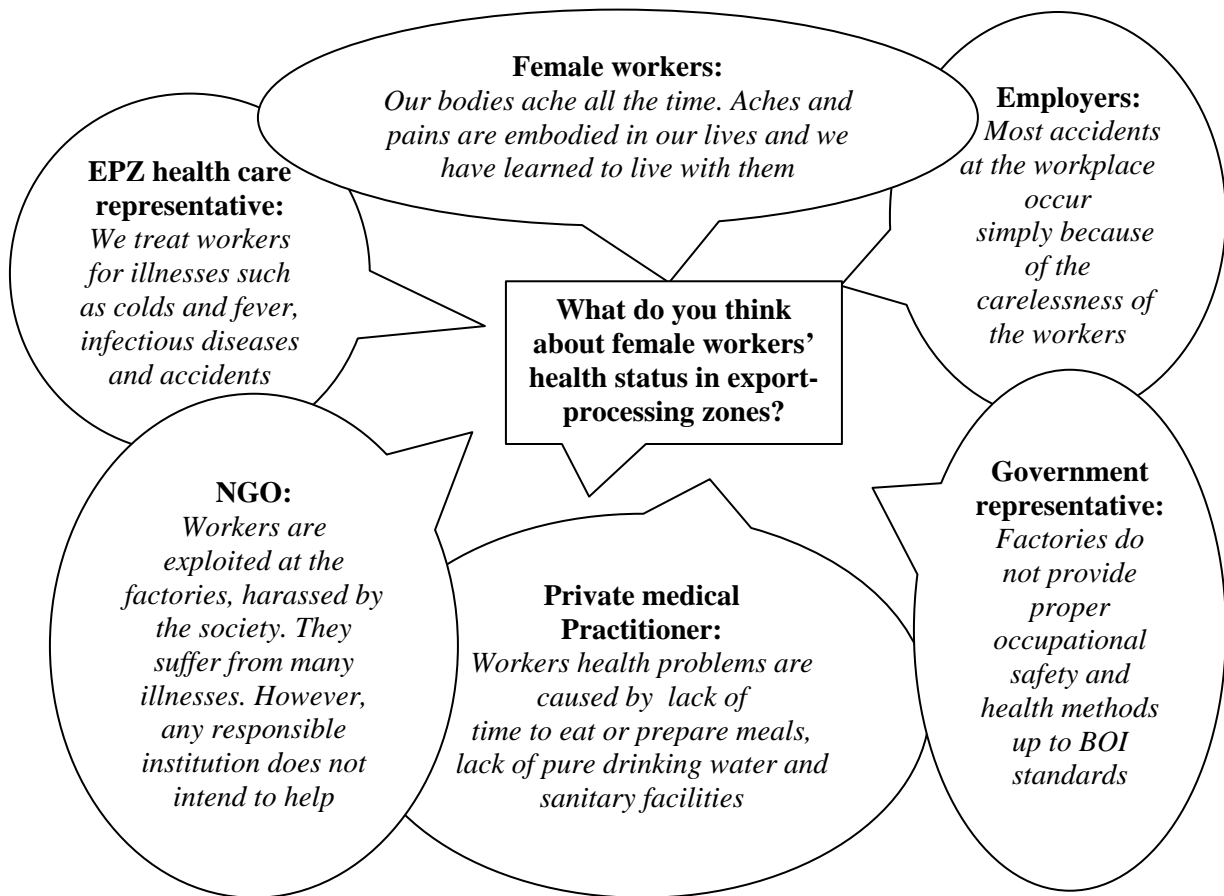 Female workers:
Our bodies ache all the time. Aches and
pains are embodied in our lives and we
have learned to live with them
Employers:
Most accidents
at the workplace
occur
simply because
of the
carelessness of
the workers
EPZ health care
representative:
We treat workers
for illnesses such
as colds and fever,
infectious diseases
and accidents
What do you think
about female workers’
health status in export-
processing zones?
NGO:
Workers are
exploited at the
factories, harassed by
the society. They
suffer from many
illnesses. However,
any responsible
institution does not
intend to help
Private medical
Practitioner:
Workers health problems are
caused by lack of
time to eat or prepare meals,
lack of pure drinking water and
sanitary facilities
Government
representative:
Factories do
not provide
proper
occupational
safety and
health methods
up to BOI
standards